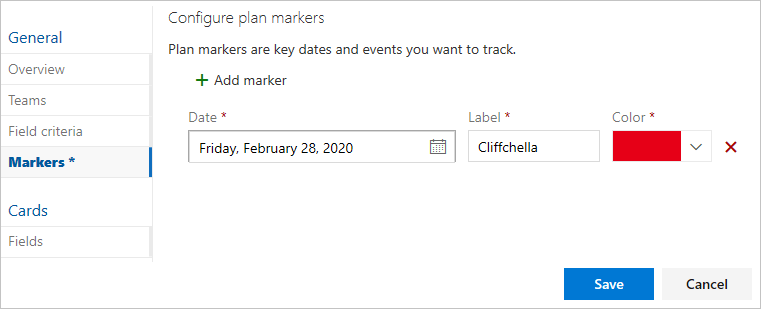 General
Overview
Teams
Field criteria
Markers *
Cards
Fields
Configure plan markers
Plan markers are key dates and events you want to track.
+ Add marker
Date * Label * Color *
Friday, February 28, 2020 Cliffchella
Save Cancel